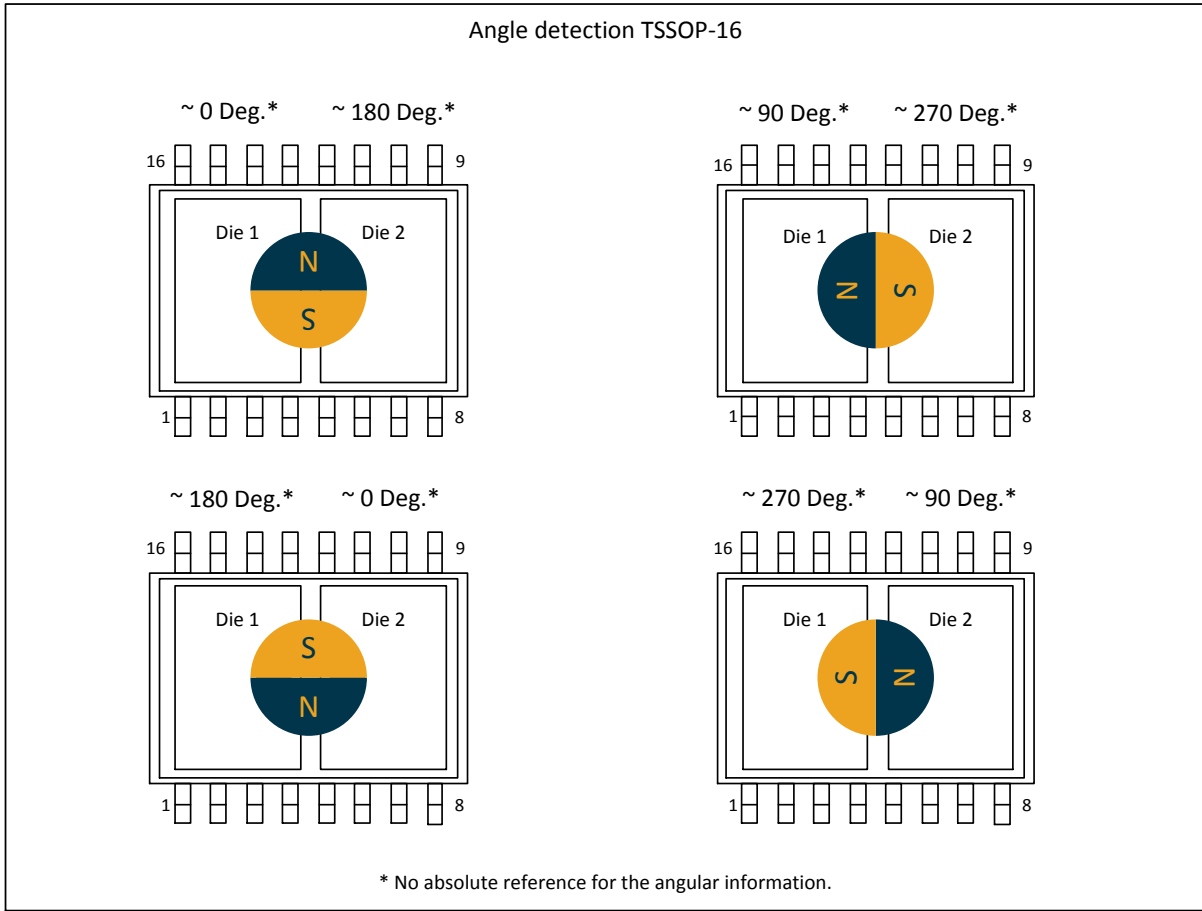 Angle detection TSSOP-16
~ 0 Deg.* ~ 180 Deg.*
16 9
Die 1 Die 2
N
S
1 8
~ 90 Deg.* ~ 270 Deg.*
16 9
Die 1 Die 2
N S
1 8
~ 180 Deg.* ~ 0 Deg.*
16 9
Die 1 Die 2
S
N
1 8
~ 270 Deg.* ~ 90 Deg.*
16 9
Die 1 Die 2
S N
1 8
* No absolute reference for the angular information.